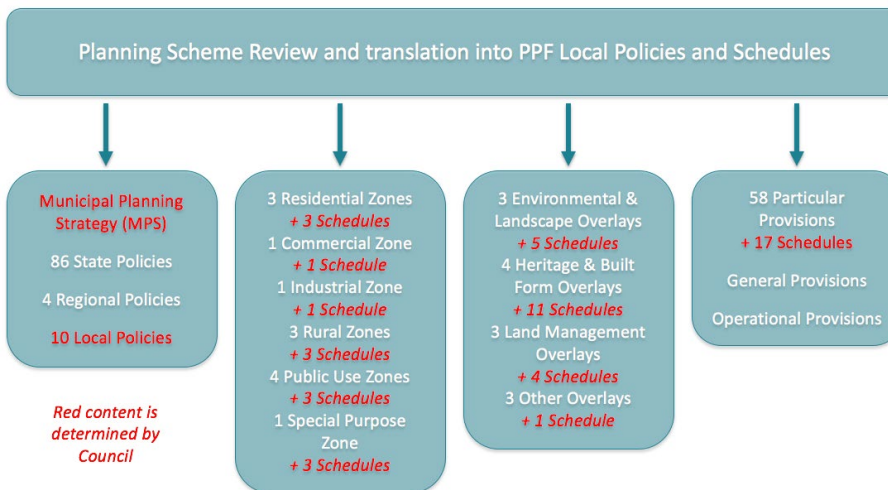 Planning Scheme Review and translation into PPF Local Policies and Schedules
Municipal Planning
Strategy (MPS)
86 State Policies
4 Regional Policies
10 Local Policies
Red content is
determined by
Council
3 Residential Zones
+ 3 Schedules
1 Commercial Zone
+ 1 Schedule
1 Industrial Zone
+ 1 Schedule
3 Rural Zones
+ 3 Schedules
4 Public Use Zones
+ 3 Schedules
1 Special Purpose
Zone
+ 3 Schedules
3 Environmental &
Landscape Overlays
+ 5 Schedules
4 Heritage & Built
Form Overlays
+ 11 Schedules
3 Land Management
Overlays
+ 4 Schedules
3 Other Overlays
+ 1 Schedule
58 Particular
Provisions
+ 17 Schedules
General Provisions
Operational Provisions